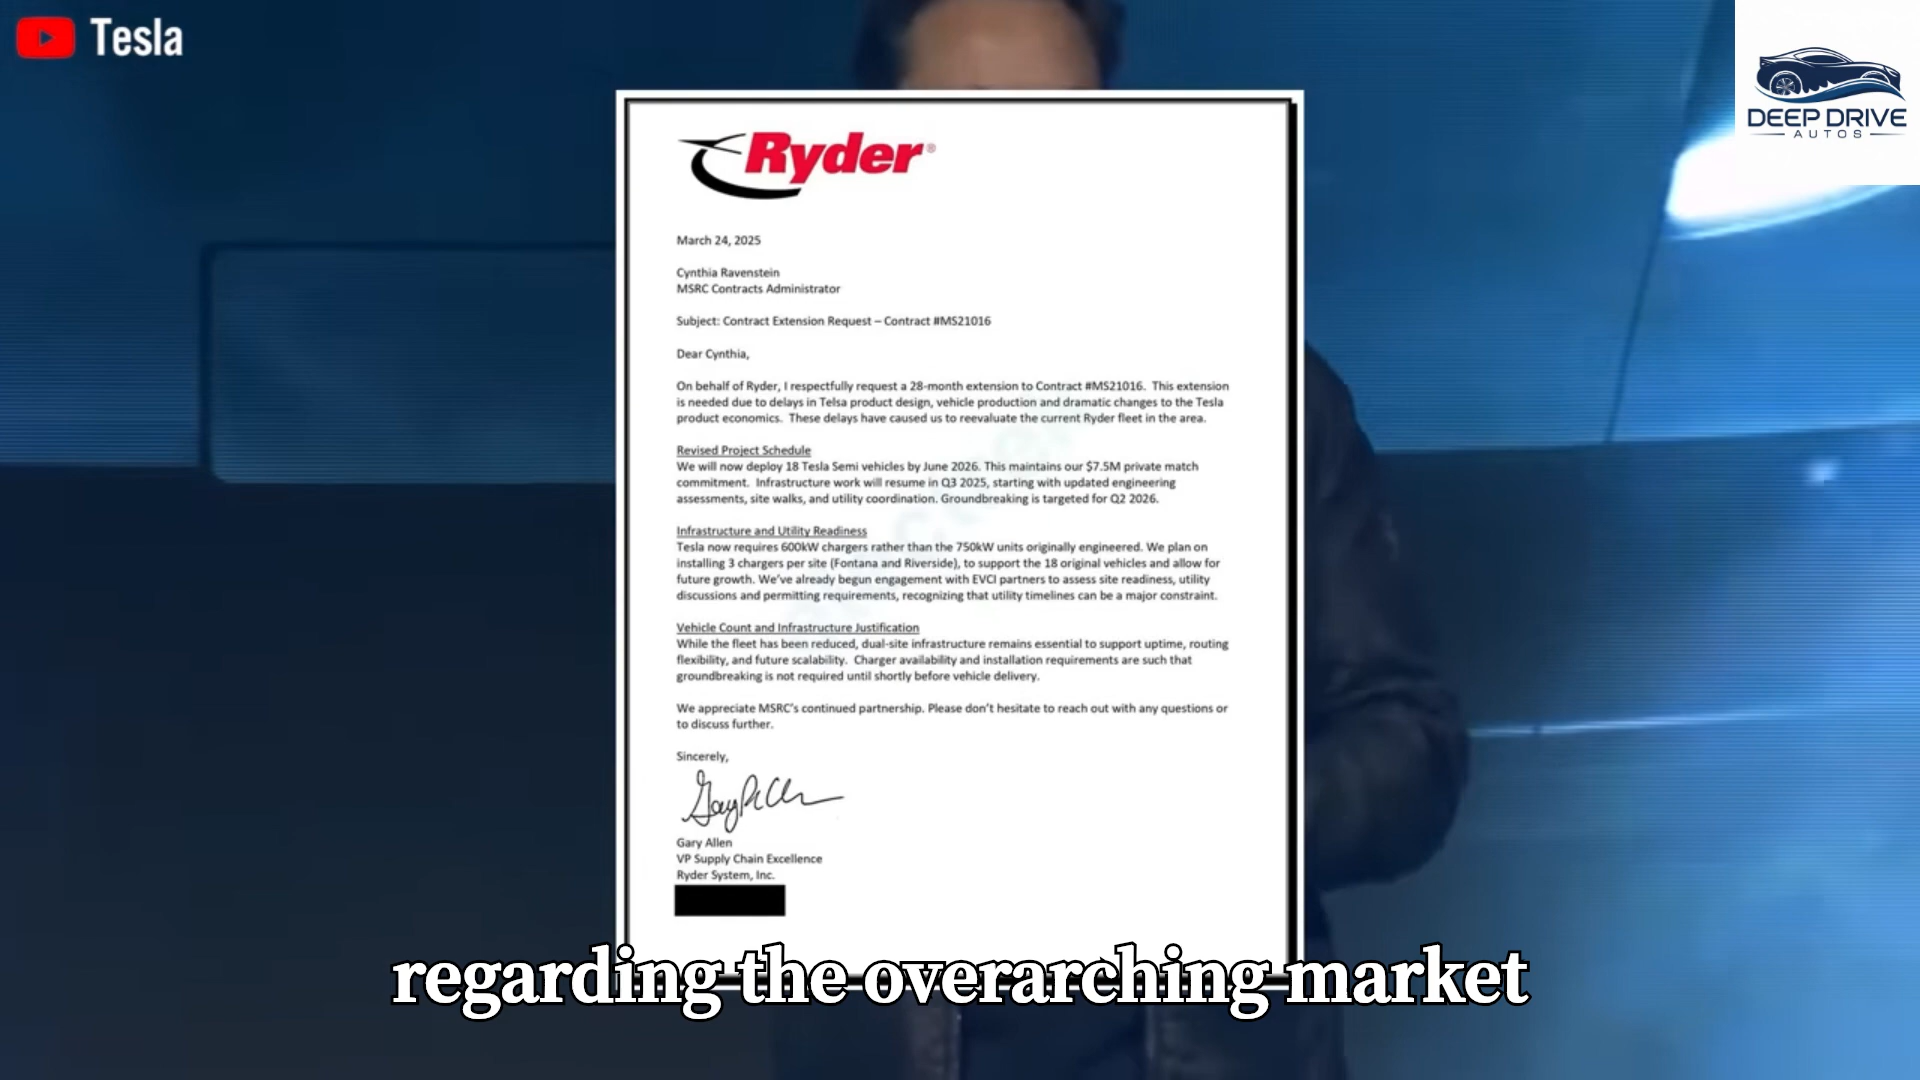 Tesla
DEEP DRIVE
AUTOS
Ryder®
March 24, 2025
Cynthia Ravenstein
MSRC Contracts Administrator
Subject: Contract Extension Request – Contract #MS21016
Dear Cynthia,
On behalf of Ryder, I respectfully request a 28-month extension to Contract #MS21016. This extension
is needed due to delays in Telsa product design, vehicle production and dramatic changes to the Tesla
product economics. These delays have caused us to reevaluate the current Ryder fleet in the area.
Revised Project Schedule
We will now deploy 18 Tesla Semi vehicles by June 2026. This maintains our $7.5M private match
commitment. Infrastructure work will resume in Q3 2025, starting with updated engineering
assessments, site walks, and utility coordination. Groundbreaking is targeted for Q2 2026.
Infrastructure and Utility Readiness
Tesla now requires 600kW chargers rather than the 750kW units originally engineered. We plan on
installing 3 chargers per site (Fontana and Riverside), to support the 18 original vehicles and allow for
future growth. We've already begun engagement with EVCI partners to assess site readiness, utility
discussions and permitting requirements, recognizing that utility timelines can be a major constraint.
Vehicle Count and Infrastructure Justification
While the fleet has been reduced, dual-site infrastructure remains essential to support uptime, routing
flexibility, and future scalability. Charger availability and installation requirements are such that
groundbreaking is not required until shortly before vehicle delivery.
We appreciate MSRC's continued partnership. Please don't hesitate to reach out with any questions or
to discuss further.
Sincerely,
Gary Allen
VP Supply Chain Excellence
Ryder System, Inc.
regarding the overarching market